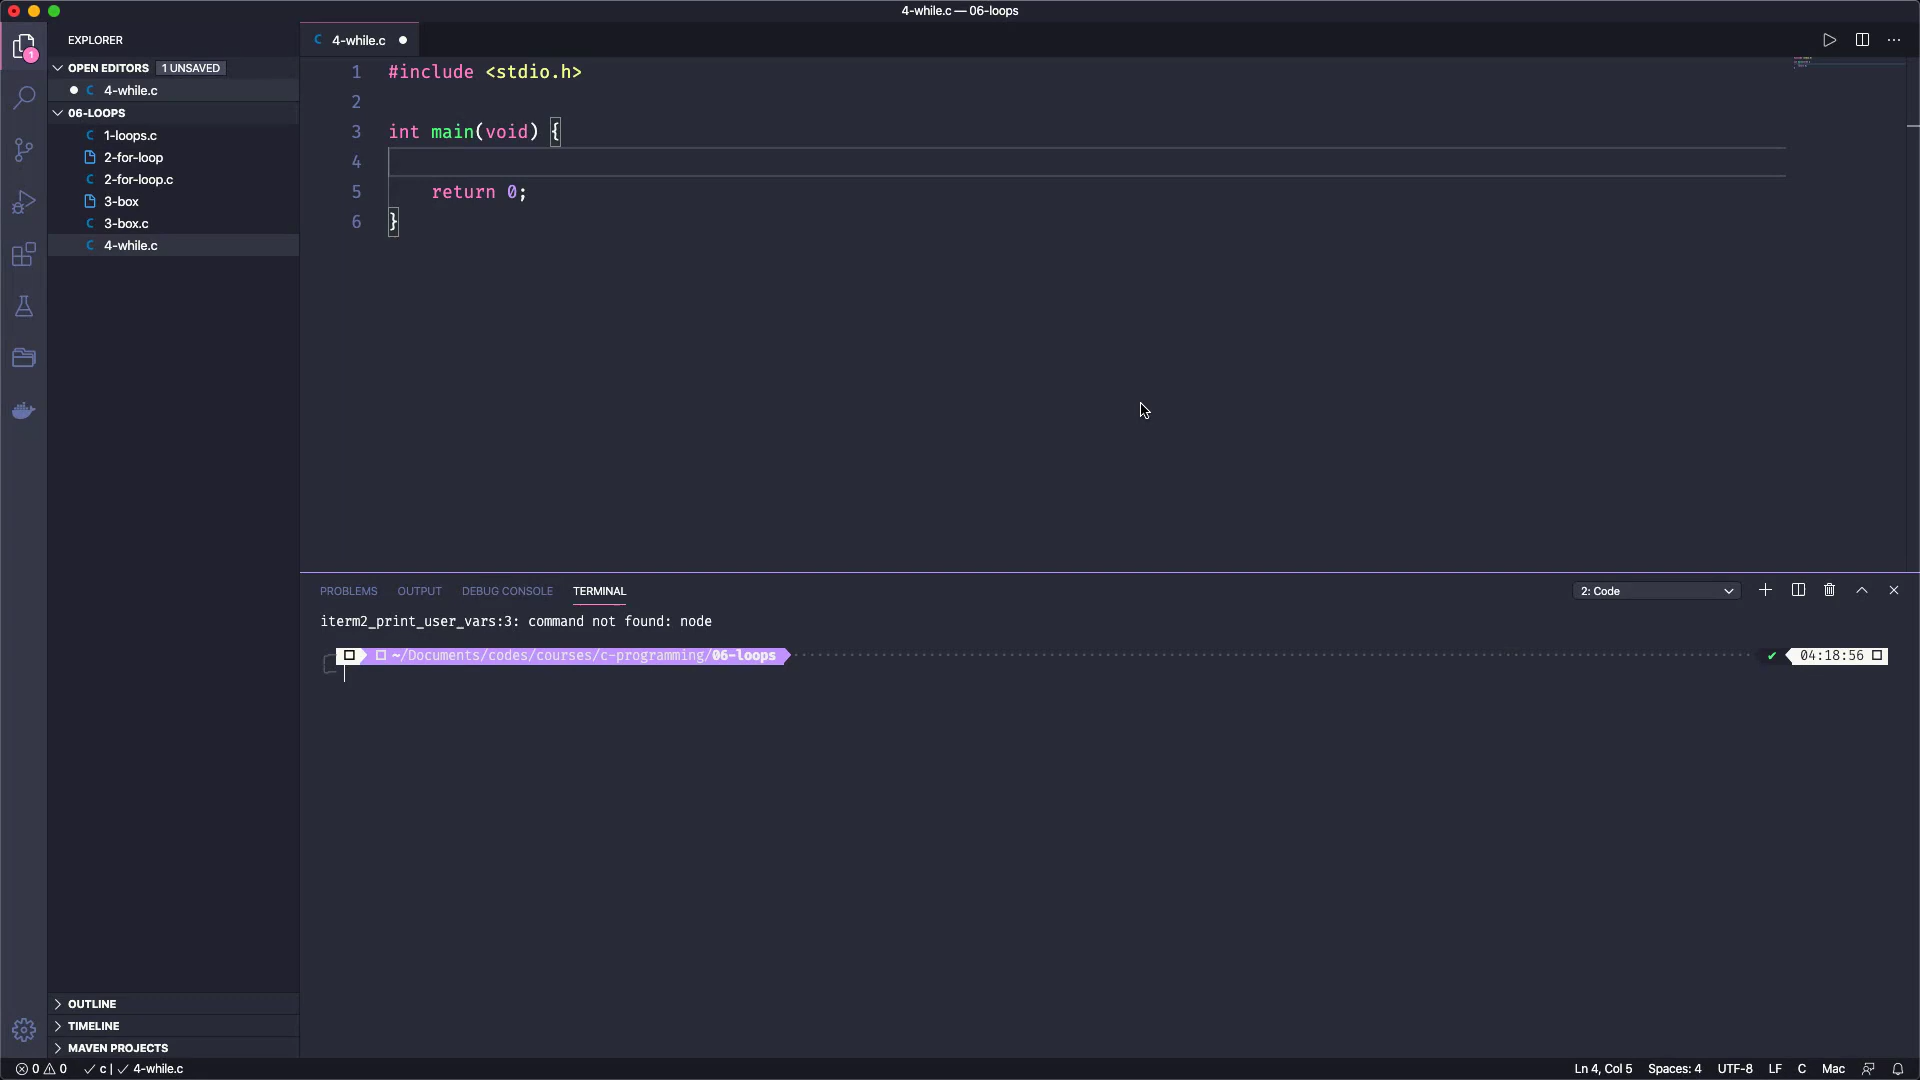 4-while.c — 06-loops
EXPLORER
OPEN EDITORS 1 UNSAVED
C 4-while.c
06-LOOPS
C 1-loops.c
2-for-loop
C 2-for-loop.c
3-box
C 3-box.c
C 4-while.c
OUTLINE
TIMELINE
MAVEN PROJECTS
1
C 4-while.c
1 #include <stdio.h>
2
3 int main(void) {
4
5 return 0;
6 }
PROBLEMS OUTPUT DEBUG CONSOLE TERMINAL 2: Code
iterm2_print_user_vars:3: command not found: node
~/Documents/codes/courses/c-programming/06-loops ✔ 04:18:56
0 0 c | 4-while.c Ln 4, Col 5 Spaces: 4 UTF-8 LF C Mac